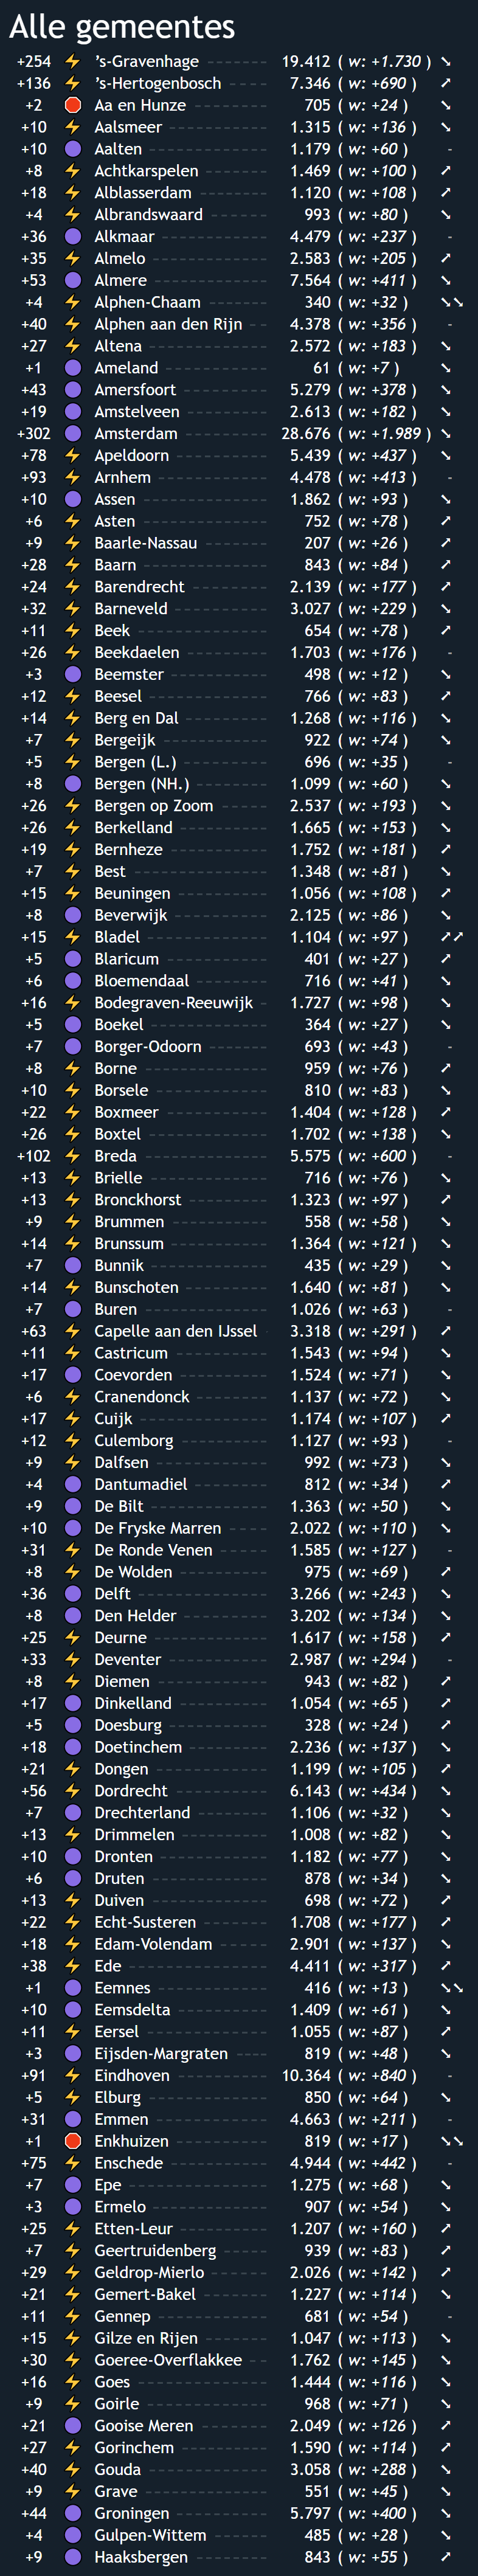 Alle gemeentes
+254 ⚡ ’s-Gravenhage 19.412 ( w: +1.730 ) ➘
+136 ⚡ ’s-Hertogenbosch 7.346 ( w: +690 ) ➚
+2 Aa en Hunze 705 ( w: +24 ) ➘
+10 ⚡ Aalsmeer 1.315 ( w: +136 ) ➘
+10 Aalten 1.179 ( w: +60 ) -
+8 ⚡ Achtkarspelen 1.469 ( w: +100 ) ➚
+18 ⚡ Alblasserdam 1.120 ( w: +108 ) ➚
+4 ⚡ Albrandswaard 993 ( w: +80 ) ➘
+36 Alkmaar 4.479 ( w: +237 ) -
+35 ⚡ Almelo 2.583 ( w: +205 ) ➚
+53 Almere 7.564 ( w: +411 ) ➘
+4 ⚡ Alphen-Chaam 340 ( w: +32 ) ➘➘
+40 ⚡ Alphen aan den Rijn 4.378 ( w: +356 ) -
+27 ⚡ Altena 2.572 ( w: +183 ) ➘
+1 Ameland 61 ( w: +7 ) ➘
+43 Amersfoort 5.279 ( w: +378 ) ➘
+19 Amstelveen 2.613 ( w: +182 ) ➘
+302 Amsterdam 28.676 ( w: +1.989 ) ➘
+78 ⚡ Apeldoorn 5.439 ( w: +437 ) ➘
+93 ⚡ Arnhem 4.478 ( w: +413 ) -
+10 Assen 1.862 ( w: +93 ) ➘
+6 ⚡ Asten 752 ( w: +78 ) ➚
+9 ⚡ Baarle-Nassau 207 ( w: +26 ) ➚
+28 ⚡ Baarn 843 ( w: +84 ) ➚
+24 ⚡ Barendrecht 2.139 ( w: +177 ) ➚
+32 ⚡ Barneveld 3.027 ( w: +229 ) ➘
+11 ⚡ Beek 654 ( w: +78 ) ➚
+26 ⚡ Beekdaelen 1.703 ( w: +176 ) -
+3 Beemster 498 ( w: +12 ) ➘
+12 ⚡ Beesel 766 ( w: +83 ) ➚
+14 ⚡ Berg en Dal 1.268 ( w: +116 ) ➘
+7 ⚡ Bergeijk 922 ( w: +74 ) ➘
+5 ⚡ Bergen (L.) 696 ( w: +35 ) -
+8 Bergen (NH.) 1.099 ( w: +60 ) ➘
+26 ⚡ Bergen op Zoom 2.537 ( w: +193 ) ➘
+26 ⚡ Berkelland 1.665 ( w: +153 ) ➘
+19 ⚡ Bernheze 1.752 ( w: +181 ) ➚
+7 ⚡ Best 1.348 ( w: +81 ) ➘
+15 ⚡ Beuningen 1.056 ( w: +108 ) ➚
+8 Beverwijk 2.125 ( w: +86 ) ➘
+15 ⚡ Bladel 1.104 ( w: +97 ) ➚➚
+5 Blaricum 401 ( w: +27 ) ➚
+6 Bloemendaal 716 ( w: +41 ) ➘
+16 ⚡ Bodegraven-Reeuwijk 1.727 ( w: +98 ) ➘
+5 Boekel 364 ( w: +27 ) ➘
+7 Borger-Odoorn 693 ( w: +43 ) -
+8 ⚡ Borne 959 ( w: +76 ) ➚
+10 ⚡ Borsele 810 ( w: +83 ) ➘
+22 ⚡ Boxmeer 1.404 ( w: +128 ) ➚
+26 ⚡ Boxtel 1.702 ( w: +138 ) ➘
+102 ⚡ Breda 5.575 ( w: +600 ) -
+13 ⚡ Brielle 716 ( w: +76 ) ➘
+13 ⚡ Bronckhorst 1.323 ( w: +97 ) ➚
+9 ⚡ Brummen 558 ( w: +58 ) ➘
+14 ⚡ Brunssum 1.364 ( w: +121 ) ➘
+7 Bunnik 435 ( w: +29 ) ➘
+14 ⚡ Bunschoten 1.640 ( w: +81 ) ➘
+7 Buren 1.026 ( w: +63 ) -
+63 ⚡ Capelle aan den IJssel 3.318 ( w: +291 ) ➚
+11 ⚡ Castricum 1.543 ( w: +94 ) ➘
+17 Coevorden 1.524 ( w: +71 ) ➘
+6 ⚡ Cranendonck 1.137 ( w: +72 ) ➘
+17 ⚡ Cuijk 1.174 ( w: +107 ) ➚
+12 ⚡ Culemborg 1.127 ( w: +93 ) -
+9 ⚡ Dalfsen 992 ( w: +73 ) ➘
+4 Dantumadiel 812 ( w: +34 ) ➚
+9 De Bilt 1.363 ( w: +50 ) ➘
+10 De Fryske Marren 2.022 ( w: +110 ) ➘
+31 ⚡ De Ronde Venen 1.585 ( w: +127 ) -
+8 ⚡ De Wolden 975 ( w: +69 ) ➚
+36 Delft 3.266 ( w: +243 ) ➘
+8 Den Helder 3.202 ( w: +134 ) ➘
+25 ⚡ Deurne 1.617 ( w: +158 ) ➚
+33 ⚡ Deventer 2.987 ( w: +294 ) -
+8 ⚡ Diemen 943 ( w: +82 ) ➚
+17 Dinkelland 1.054 ( w: +65 ) ➚
+5 Doesburg 328 ( w: +24 ) ➚
+18 Doetinchem 2.236 ( w: +137 ) ➘
+21 ⚡ Dongen 1.199 ( w: +105 ) ➚
+56 ⚡ Dordrecht 6.143 ( w: +434 ) ➘
+7 Drechterland 1.106 ( w: +32 ) ➘
+13 ⚡ Drimmelen 1.008 ( w: +82 ) ➘
+10 Dronten 1.182 ( w: +77 ) ➘
+6 Druten 878 ( w: +34 ) ➘
+13 ⚡ Duiven 698 ( w: +72 ) ➚
+22 ⚡ Echt-Susteren 1.708 ( w: +177 ) ➚
+18 ⚡ Edam-Volendam 2.901 ( w: +137 ) ➘
+38 ⚡ Ede 4.411 ( w: +317 ) ➚
+1 Eemnes 416 ( w: +13 ) ➘➘
+10 Eemsdelta 1.409 ( w: +61 ) ➘
+11 ⚡ Eersel 1.055 ( w: +87 ) ➚
+3 Eijsden-Margraten 819 ( w: +48 ) ➘
+91 ⚡ Eindhoven 10.364 ( w: +840 ) -
+5 ⚡ Elburg 850 ( w: +64 ) ➘
+31 Emmen 4.663 ( w: +211 ) -
+1 Enkhuizen 819 ( w: +17 ) ➘➘
+75 ⚡ Enschede 4.944 ( w: +442 ) -
+7 Epe 1.275 ( w: +68 ) ➘
+3 Ermelo 907 ( w: +54 ) ➘
+25 ⚡ Etten-Leur 1.207 ( w: +160 ) ➚
+7 ⚡ Geertruidenberg 939 ( w: +83 ) ➚
+29 ⚡ Geldrop-Mierlo 2.026 ( w: +142 ) ➚
+21 ⚡ Gemert-Bakel 1.227 ( w: +114 ) ➘
+11 ⚡ Gennep 681 ( w: +54 ) -
+15 ⚡ Gilze en Rijen 1.047 ( w: +113 ) ➘
+30 ⚡ Goeree-Overflakkee 1.762 ( w: +145 ) ➘
+16 ⚡ Goes 1.444 ( w: +116 ) ➘
+9 ⚡ Goirle 968 ( w: +71 ) ➘
+21 Gooise Meren 2.049 ( w: +126 ) ➚
+27 ⚡ Gorinchem 1.590 ( w: +114 ) ➚
+40 ⚡ Gouda 3.058 ( w: +288 ) ➘
+9 ⚡ Grave 551 ( w: +45 ) ➘
+44 Groningen 5.797 ( w: +400 ) ➘
+4 Gulpen-Wittem 485 ( w: +28 ) ➘
+9 Haaksbergen 843 ( w: +55 ) ➚